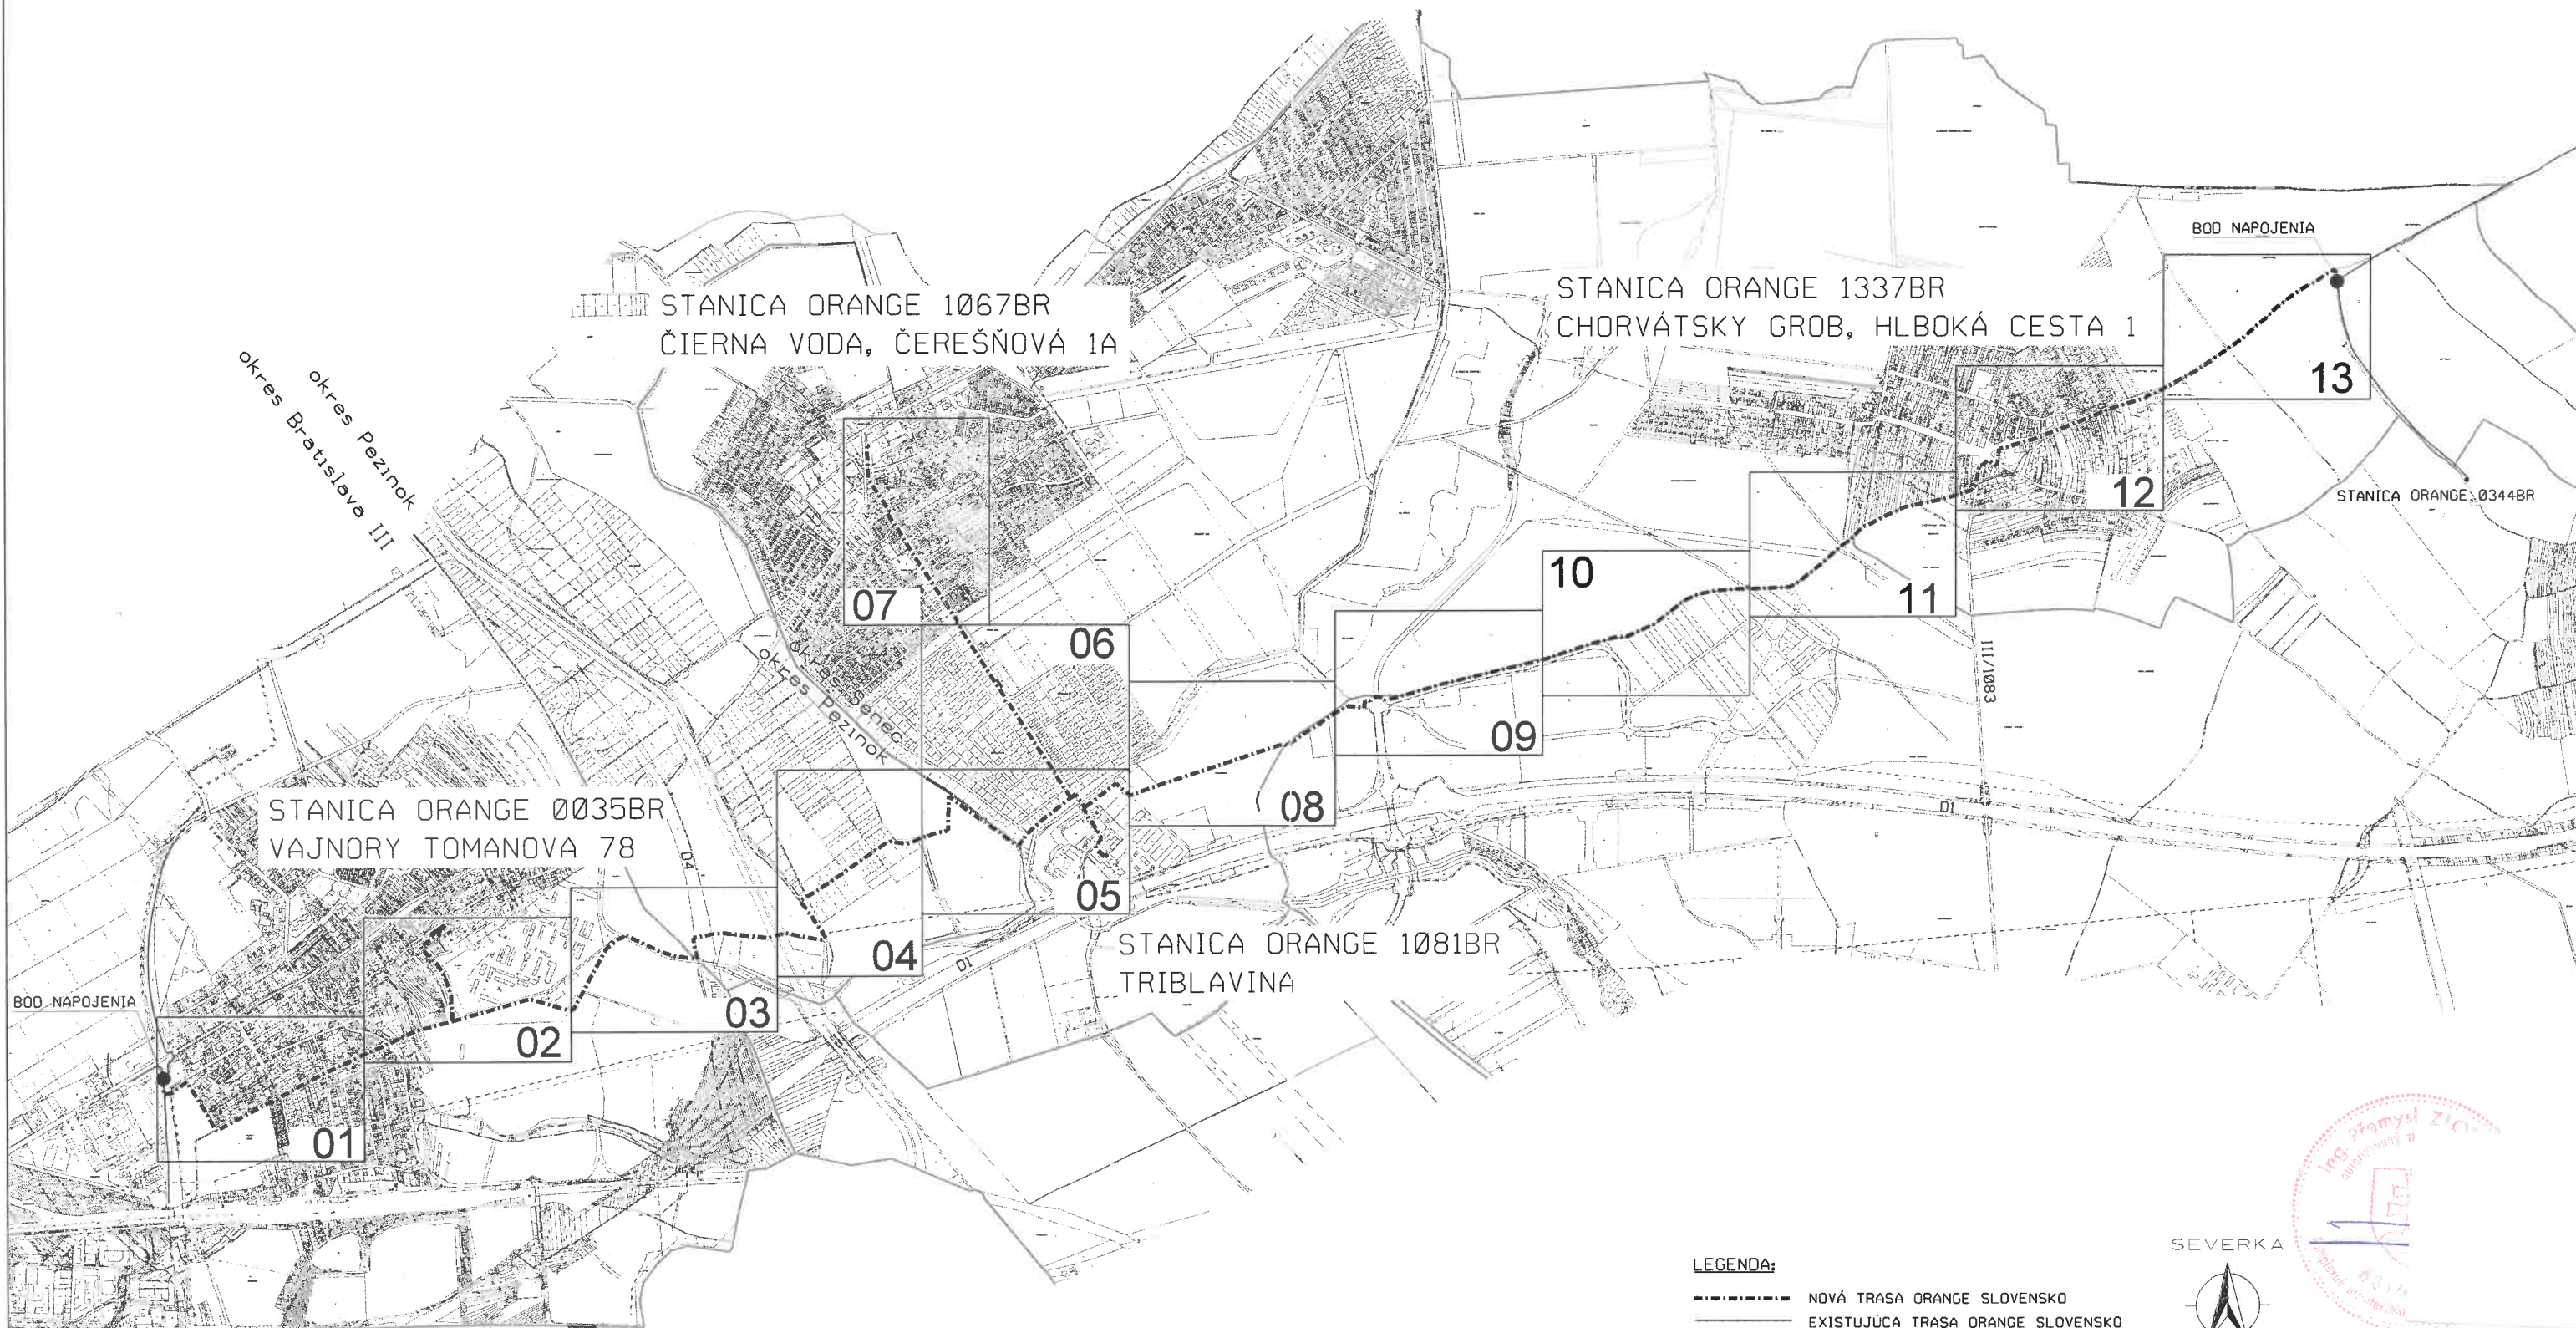 BOD NAPOJENIA
STANICA ORANGE 1067BR
ČIERNA VODA, ČEREŠŇOVÁ 1A
STANICA ORANGE 1337BR
CHORVÁTSKY GROB, HLBOKÁ CESTA 1
okres Pezinok
okres Bratislava III
13
12
STANICA ORANGE 0344BR
11
10
07
06
okres Senec
okres Pezinok
III/1083
09
08
D1
STANICA ORANGE 0035BR
VAJNORY TOMANOVA 78
D4
05
04
D1
STANICA ORANGE 1081BR
TRIBLAVINA
BOD NAPOJENIA
03
02
01
Ing. Přemysl
SEVERKA
LEGENDA:
NOVÁ TRASA ORANGE SLOVENSKO
EXISTUJÚCA TRASA ORANGE SLOVENSKO